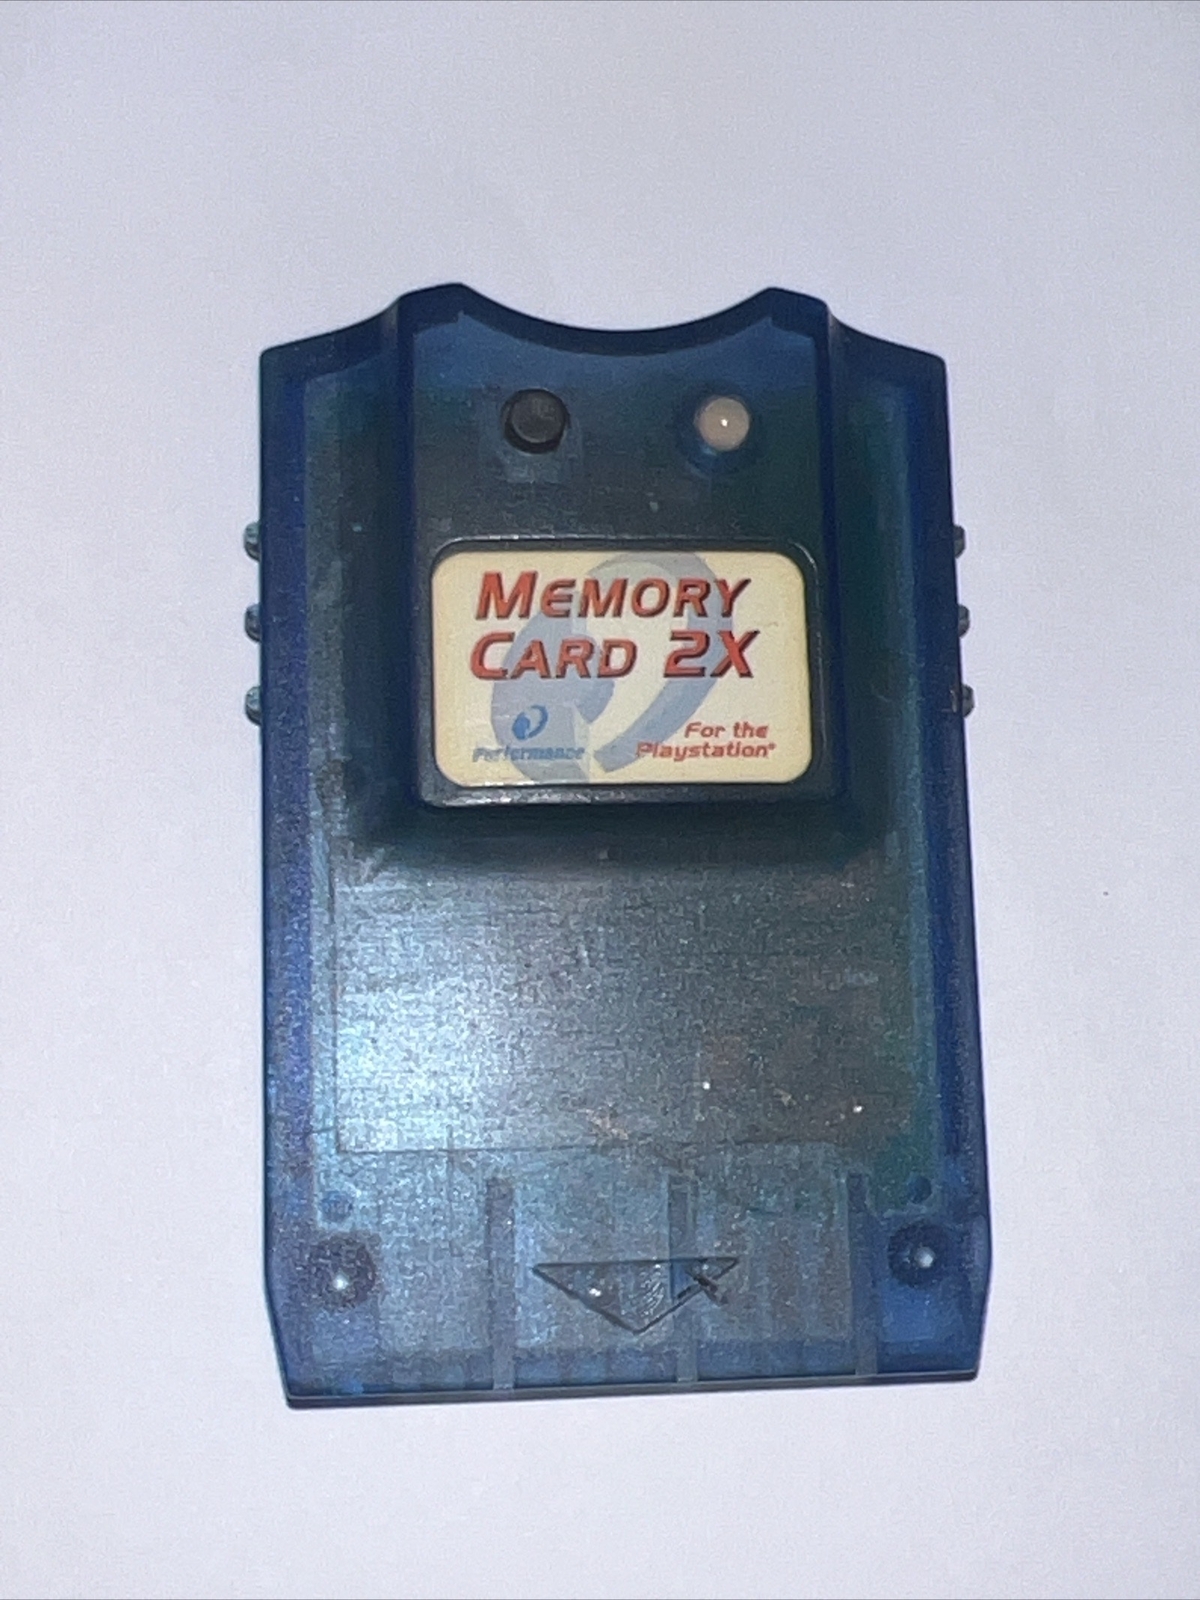 MEMORY
CARD 2X
For the
Performance Playstation®